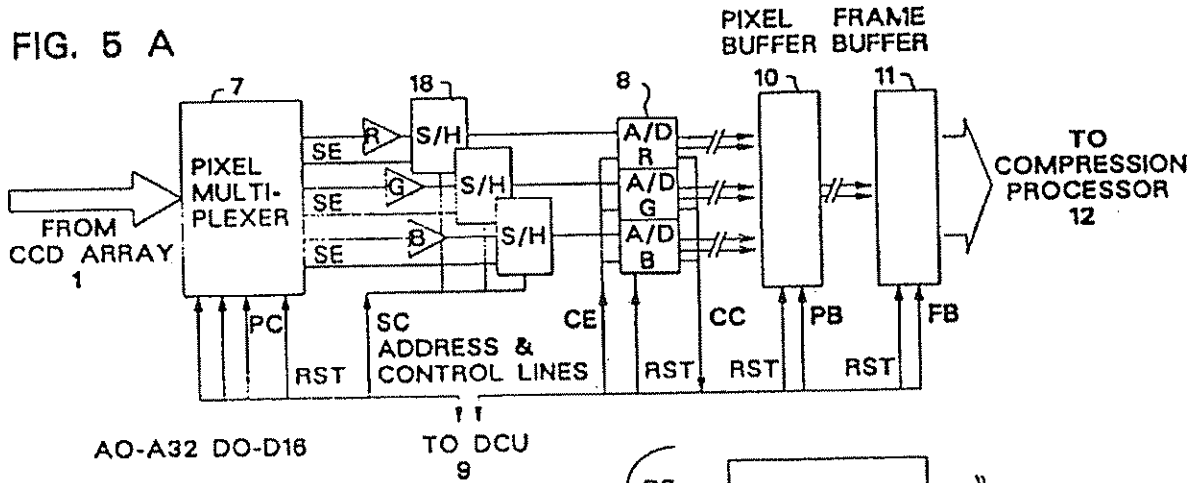 FIG. 5 A
PIXEL FRAME
BUFFER BUFFER
7
18
8
10
11
PIXEL
MULTI-
PLEXER
SE
SE
SE
R
G
B
S/H
S/H
S/H
A/D
R
A/D
G
A/D
B
FROM
CCD ARRAY
1
TO
COMPRESSION
PROCESSOR
12
PC
RST
SC
ADDRESS &
CONTROL LINES
CE
RST
CC
RST
PB
RST
FB
AO-A32 DO-D16
TO DCU
9